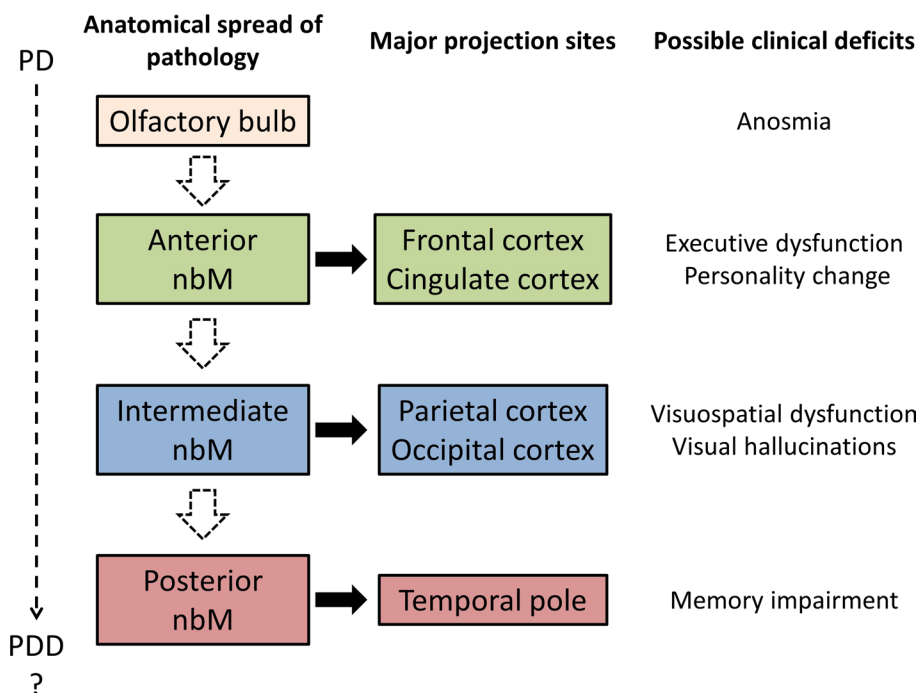 Anatomical spread of
pathology
Major projection sites
Possible clinical deficits
PD
Olfactory bulb
Anosmia
Anterior
nbM
Frontal cortex
Cingulate cortex
Executive dysfunction
Personality change
Intermediate
nbM
Parietal cortex
Occipital cortex
Visuospatial dysfunction
Visual hallucinations
Posterior
nbM
Temporal pole
Memory impairment
PDD
?